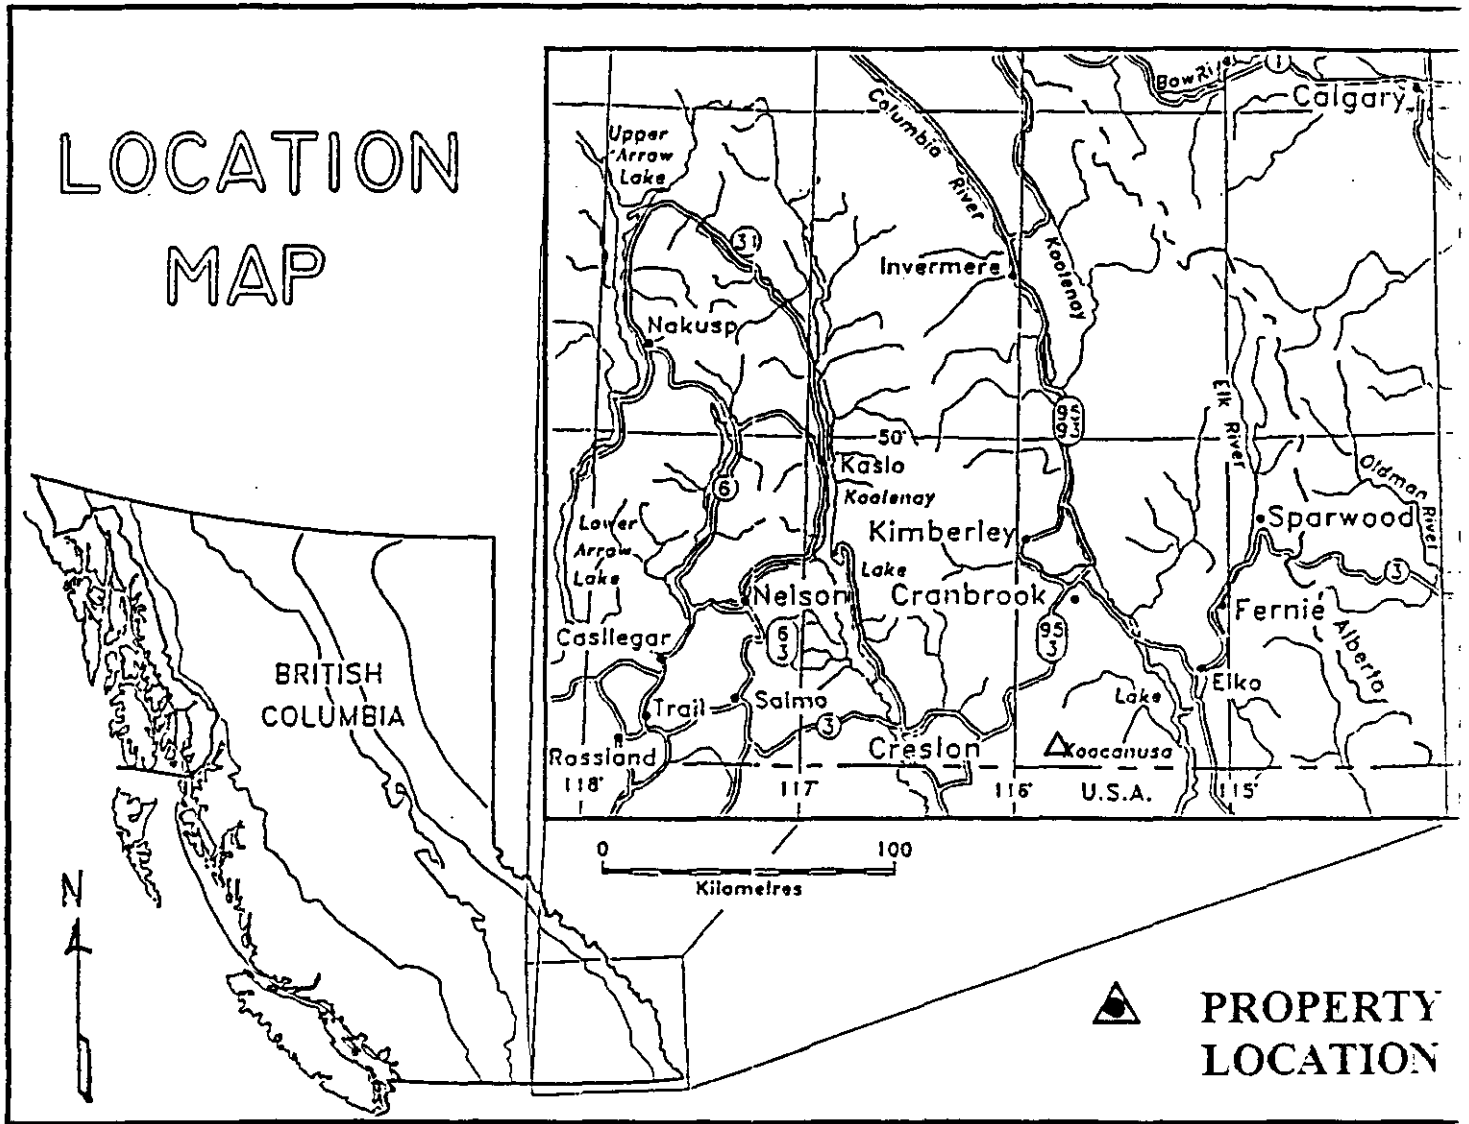 LOCATION
MAP
Bow River
1
Calgary
Columbia
River
Upper
Arrow
Lake
31
Invermere
Kootenay
Nakusp
Elk
River
95
93
50°
Kaslo
Kootenay
Lake
6
Oldman
River
Sparwood
Kimberley
Lower
Arrow
Lake
3
Nelson
Cranbrook
Fernie
Alberta
Castlegar
6
3
95
3
Elko
BRITISH
COLUMBIA
Trail
Salmo
Lake
Koocanusa
3
Creston
Rossland
118°
117°
116°
U.S.A.
115°
0
100
Kilometres
N
PROPERTY
LOCATION